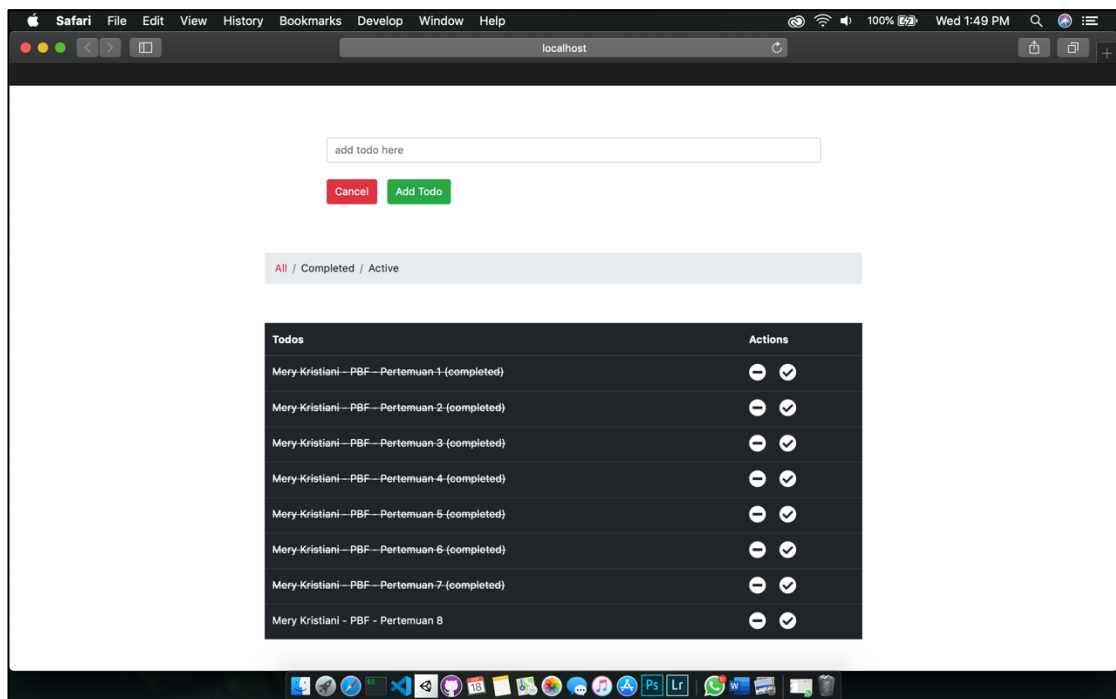 Safari File Edit View History Bookmarks Develop Window Help 100% Wed 1:49 PM
localhost
add todo here
Cancel Add Todo
All / Completed / Active
Todos Actions
Mery Kristiani - PBF - Pertemuan 1 (completed)
Mery Kristiani - PBF - Pertemuan 2 (completed)
Mery Kristiani - PBF - Pertemuan 3 (completed)
Mery Kristiani - PBF - Pertemuan 4 (completed)
Mery Kristiani - PBF - Pertemuan 5 (completed)
Mery Kristiani - PBF - Pertemuan 6 (completed)
Mery Kristiani - PBF - Pertemuan 7 (completed)
Mery Kristiani - PBF - Pertemuan 8
18 Ps Lr W